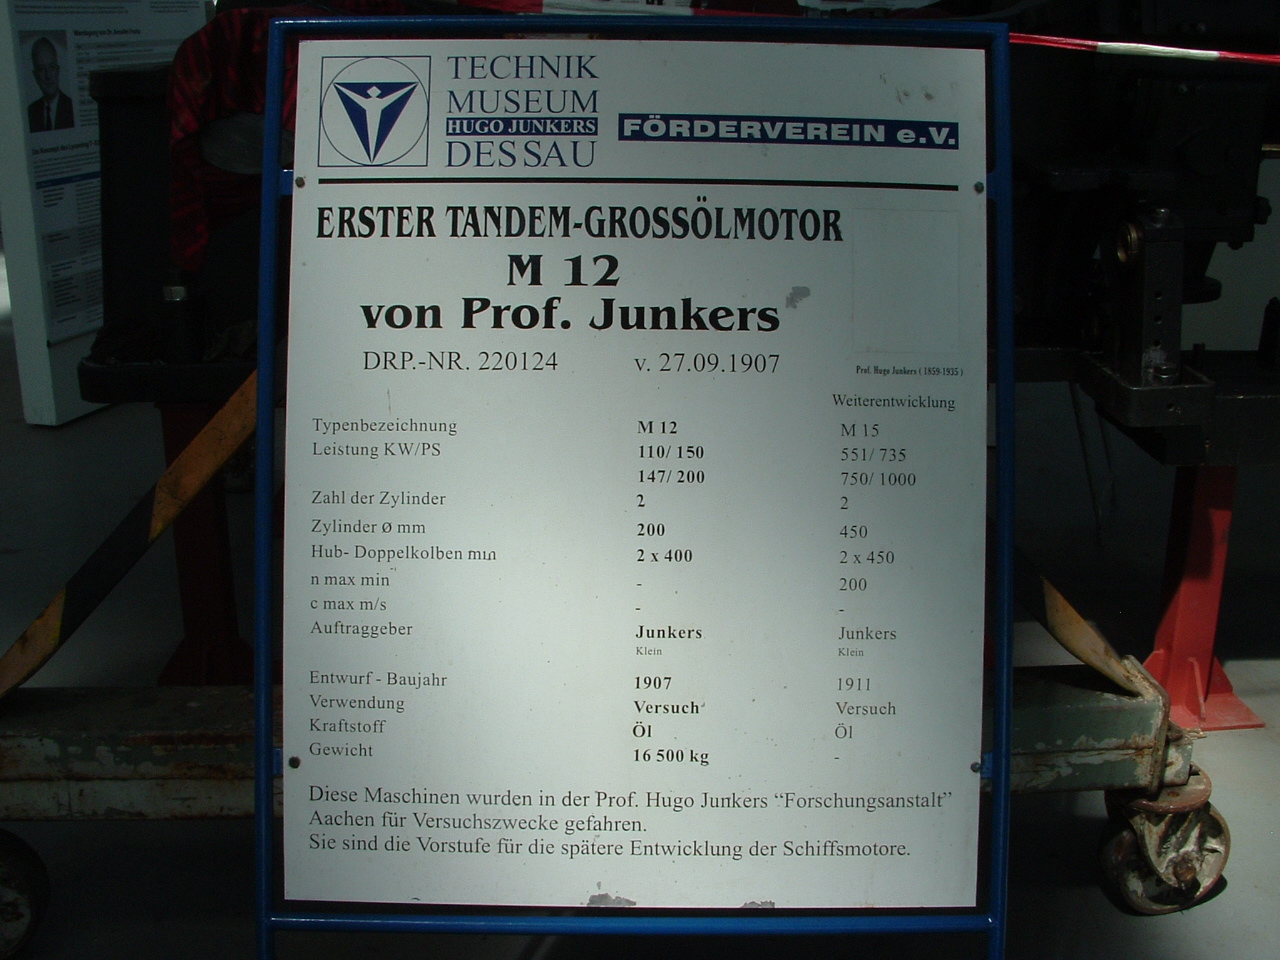 TECHNIK
MUSEUM
HUGO JUNKERS
DESSAU
FÖRDERVEREIN e.V.
ERSTER TANDEM-GROSSÖLMOTOR
M 12
von Prof. Junkers
DRP.-NR. 220124 v. 27.09.1907
Prof. Hugo Junkers ( 1859-1935 )
Weiterentwicklung
Typenbezeichnung M 12 M 15
Leistung KW/PS 110/ 150 551/ 735
147/ 200 750/ 1000
Zahl der Zylinder 2 2
Zylinder Ø mm 200 450
Hub- Doppelkolben mm 2 x 400 2 x 450
n max min - 200
c max m/s - -
Auftraggeber Junkers Junkers
Klein Klein
Entwurf - Baujahr 1907 1911
Verwendung Versuch Versuch
Kraftstoff Öl Öl
Gewicht 16 500 kg -
Diese Maschinen wurden in der Prof. Hugo Junkers “Forschungsanstalt”
Aachen für Versuchszwecke gefahren.
Sie sind die Vorstufe für die spätere Entwicklung der Schiffsmotore.